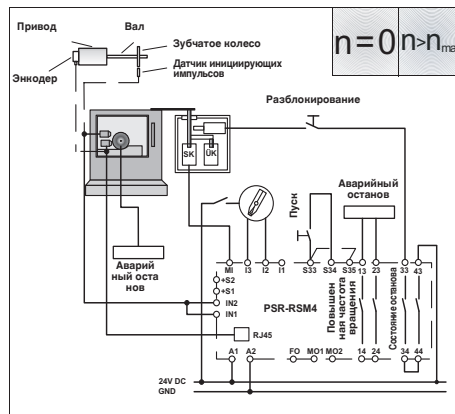 Привод
Вал
Зубчатое колесо
Энкодер
Датчик инициирующих
импульсов
n=0
n>nma
Разблокирование
SK
ÜK
Аварий
ный оста
нов
Пуск
Аварийный
останов
MI
I3
I2
I1
S33
S34
S35
13
23
33
43
+S2
+S1
IN2
IN1
PSR-RSM4
Повышен
ная частота
вращения
Состояние останова
RJ45
A1
A2
FO
MO1
MO2
14
24
34
44
24V DC
GND